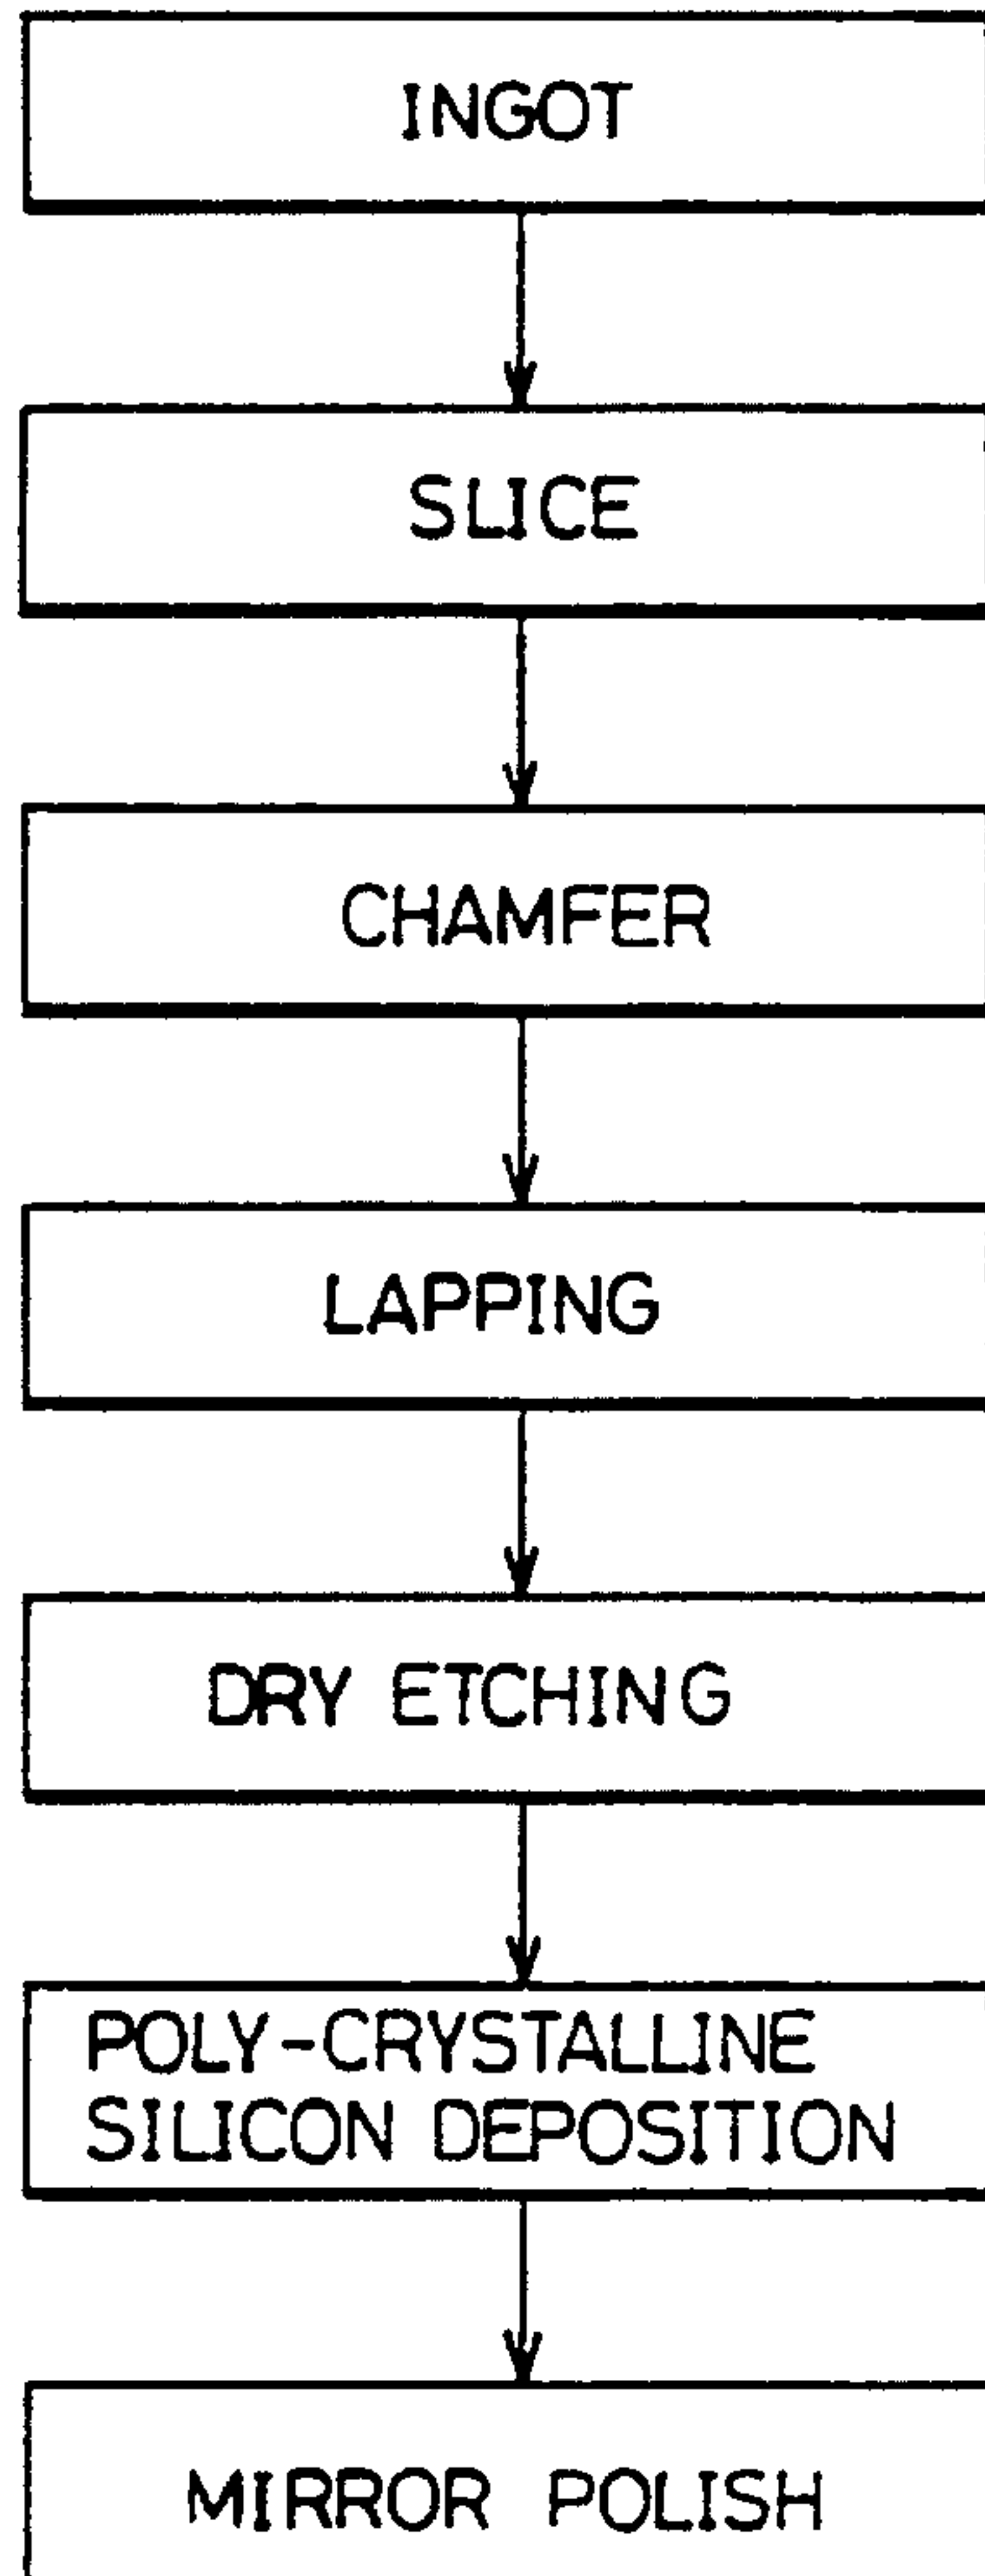 INGOT
SLICE
CHAMFER
LAPPING
DRY ETCHING
POLY-CRYSTALLINE
SILICON DEPOSITION
MIRROR POLISH